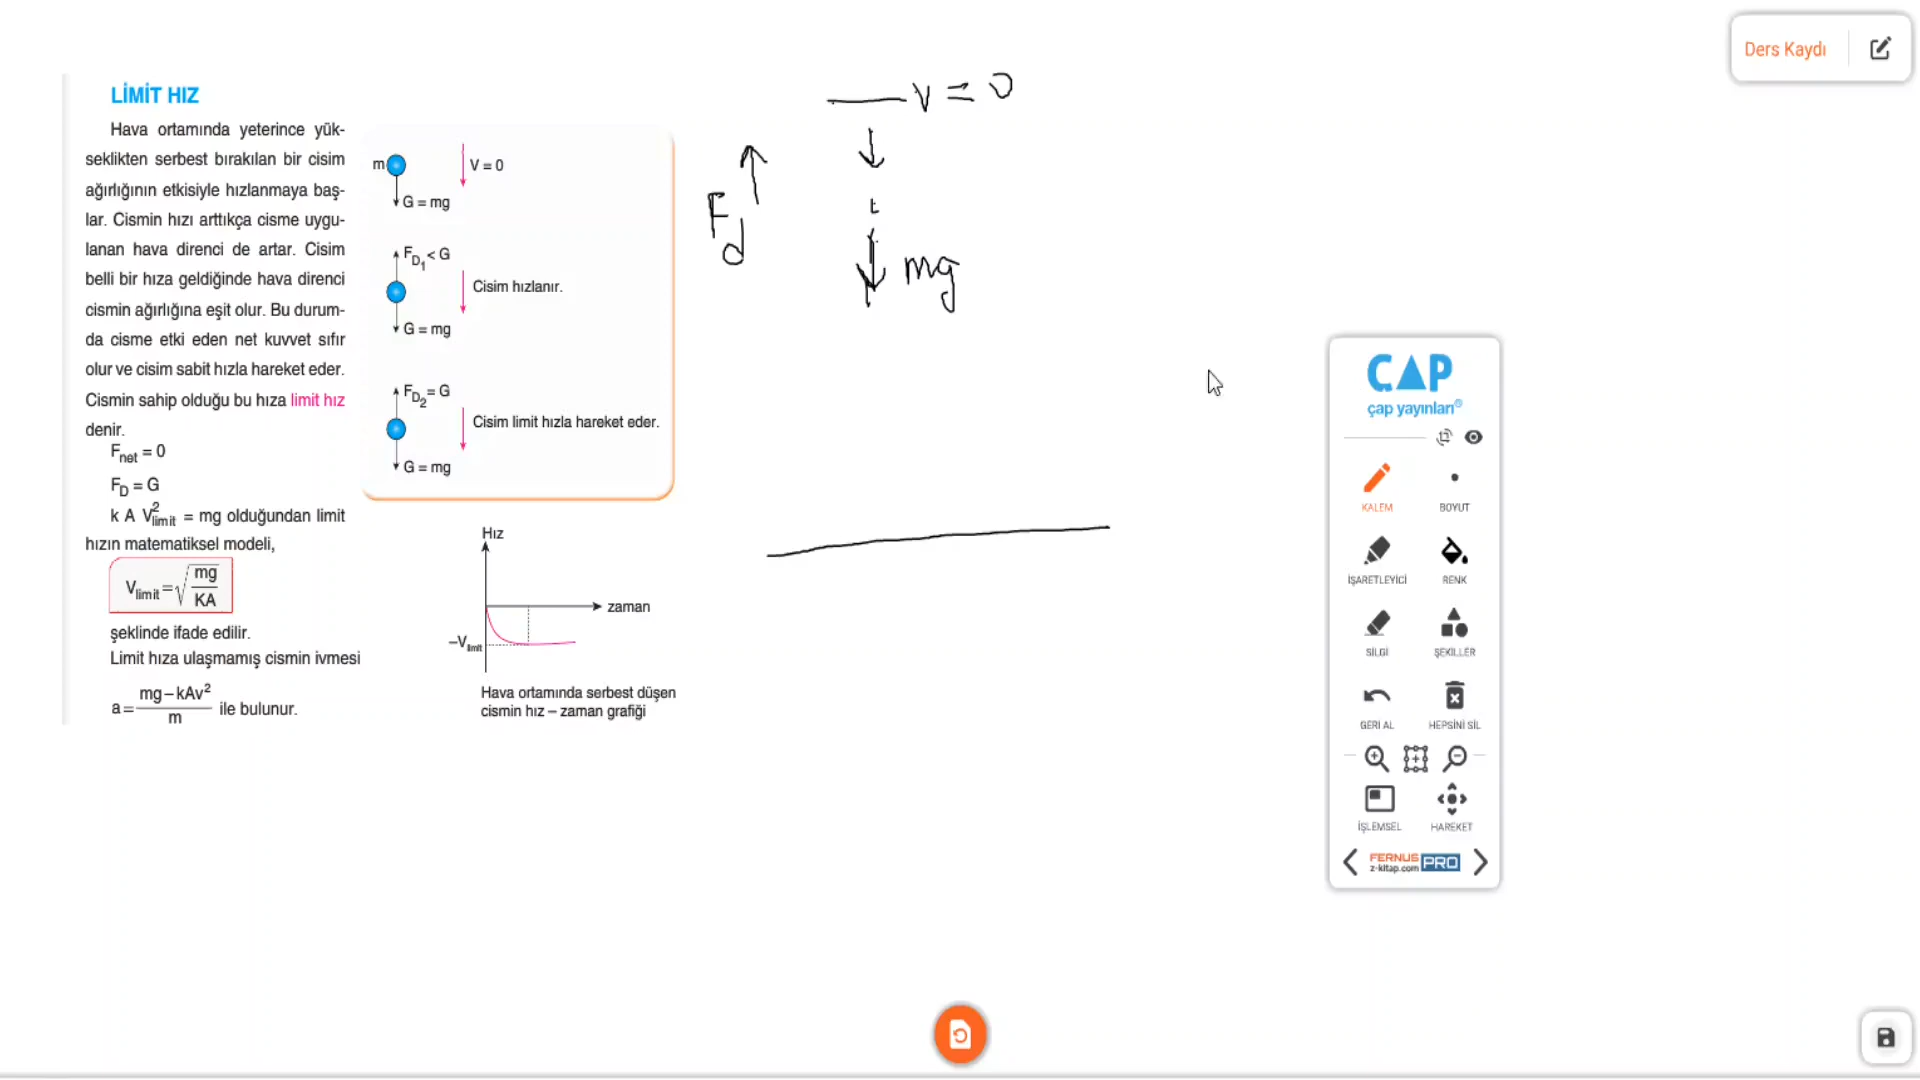 LİMİT HIZ
Hava ortamında yeterince yük-
seklikten serbest bırakılan bir cisim
ağırlığının etkisiyle hızlanmaya baş-
lar. Cismin hızı arttıkça cisme uygu-
lanan hava direnci de artar. Cisim
belli bir hıza geldiğinde hava direnci
cismin ağırlığına eşit olur. Bu durum-
da cisme etki eden net kuvvet sıfır
olur ve cisim sabit hızla hareket eder.
Cismin sahip olduğu bu hıza limit hız
denir.
Fnet = 0
FD = G
k A V²limit = mg olduğundan limit
hızın matematiksel modeli,
Vlimit = √(mg/KA)
şeklinde ifade edilir.
Limit hıza ulaşmamış cismin ivmesi
a = (mg – kAv²)/m ile bulunur.
m
V = 0
G = mg
FD1 < G
Cisim hızlanır.
G = mg
FD2 = G
Cisim limit hızla hareket eder.
G = mg
Hız
zaman
–Vlimit
Hava ortamında serbest düşen
cismin hız – zaman grafiği
V = 0
Fd
mg
Ders Kaydı
ÇAP
çap yayınları®
KALEM
BOYUT
İŞARETLEYİCİ
RENK
SİLGİ
ŞEKİLLER
GERİ AL
HEPSİNİ SİL
İŞLEMSEL
HAREKET
FERNUS PRO
z-kitap.com